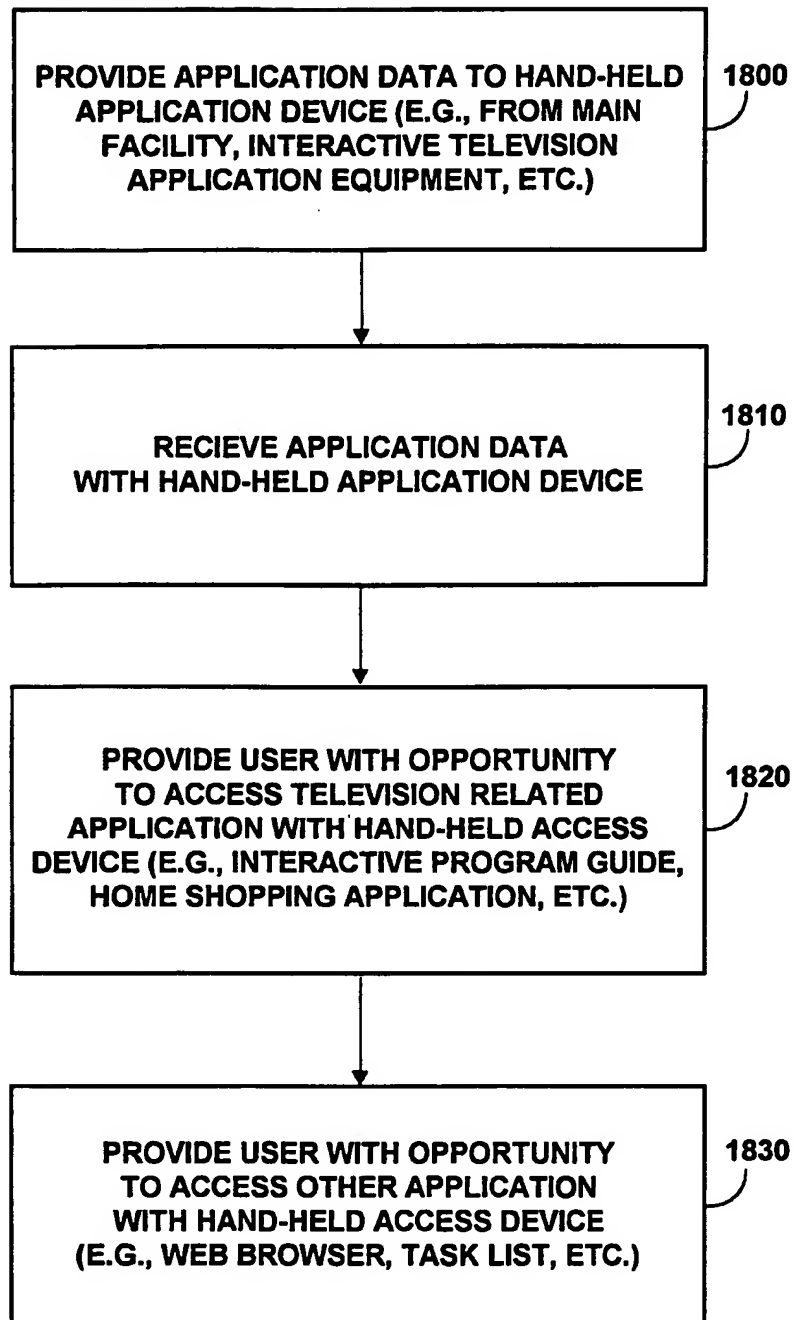 PROVIDE APPLICATION DATA TO HAND-HELD
APPLICATION DEVICE (E.G., FROM MAIN
FACILITY, INTERACTIVE TELEVISION
APPLICATION EQUIPMENT, ETC.)
1800
RECIEVE APPLICATION DATA
WITH HAND-HELD APPLICATION DEVICE
1810
PROVIDE USER WITH OPPORTUNITY
TO ACCESS TELEVISION RELATED
APPLICATION WITH HAND-HELD ACCESS
DEVICE (E.G., INTERACTIVE PROGRAM GUIDE,
HOME SHOPPING APPLICATION, ETC.)
1820
PROVIDE USER WITH OPPORTUNITY
TO ACCESS OTHER APPLICATION
WITH HAND-HELD ACCESS DEVICE
(E.G., WEB BROWSER, TASK LIST, ETC.)
1830